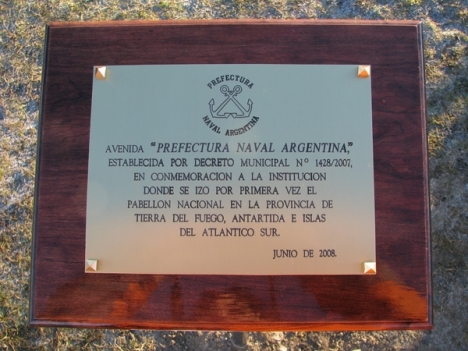 PREFECTURA
NAVAL ARGENTINA
AVENIDA "PREFECTURA NAVAL ARGENTINA,"
ESTABLECIDA POR DECRETO MUNICIPAL Nº 1428/2007,
EN CONMEMORACION A LA INSTITUCION
DONDE SE IZO POR PRIMERA VEZ EL
PABELLON NACIONAL EN LA PROVINCIA DE
TIERRA DEL FUEGO, ANTARTIDA E ISLAS
DEL ATLANTICO SUR.
JUNIO DE 2008.